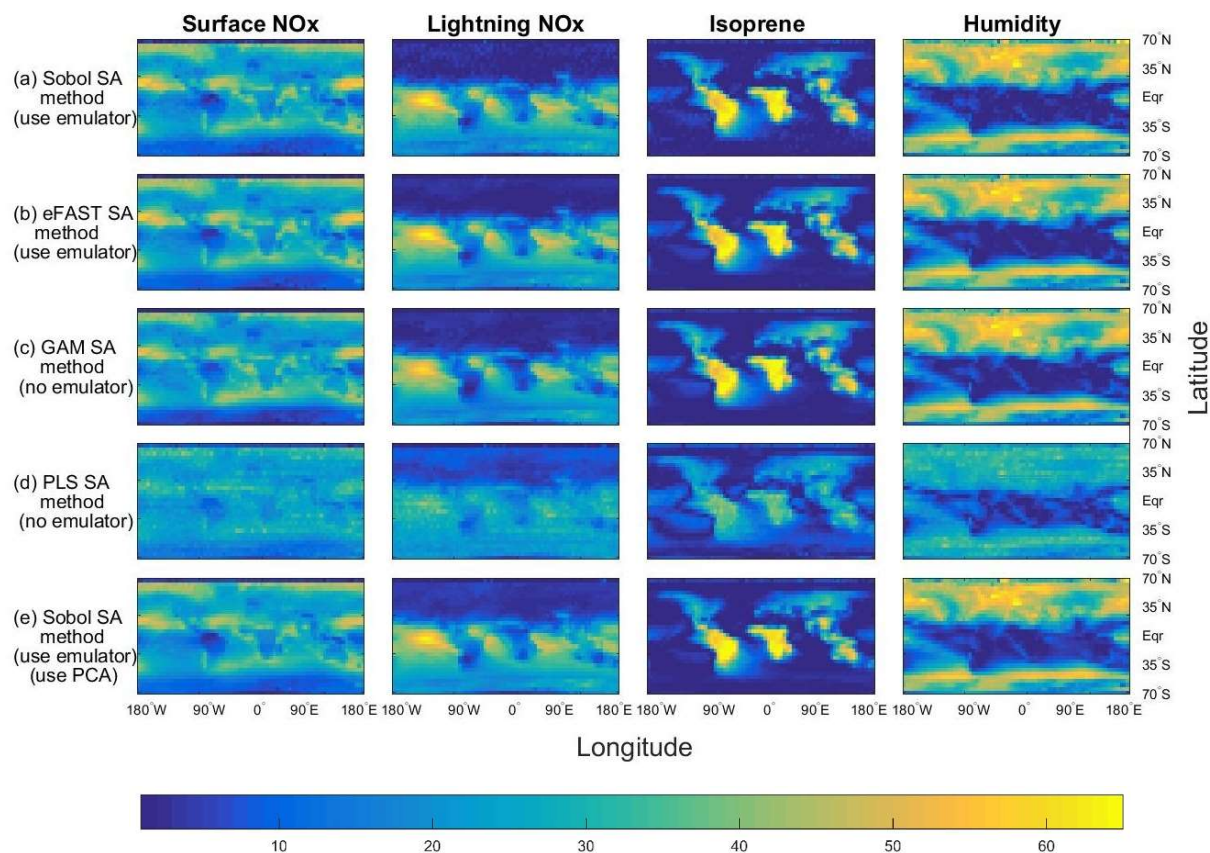 Surface NOx Lightning NOx Isoprene Humidity
(a) Sobol SA
method
(use emulator)
70°N
35°N
Eqr
35°S
70°S
(b) eFAST SA
method
(use emulator)
70°N
35°N
Eqr
35°S
70°S
(c) GAM SA
method
(no emulator)
70°N
35°N
Eqr
35°S
70°S
Latitude
(d) PLS SA
method
(no emulator)
70°N
35°N
Eqr
35°S
70°S
(e) Sobol SA
method
(use emulator)
(use PCA)
70°N
35°N
Eqr
35°S
70°S
180°W 90°W 0° 90°E 180°E 180°W 90°W 0° 90°E 180°E 180°W 90°W 0° 90°E 180°E 180°W 90°W 0° 90°E 180°E
Longitude
10 20 30 40 50 60